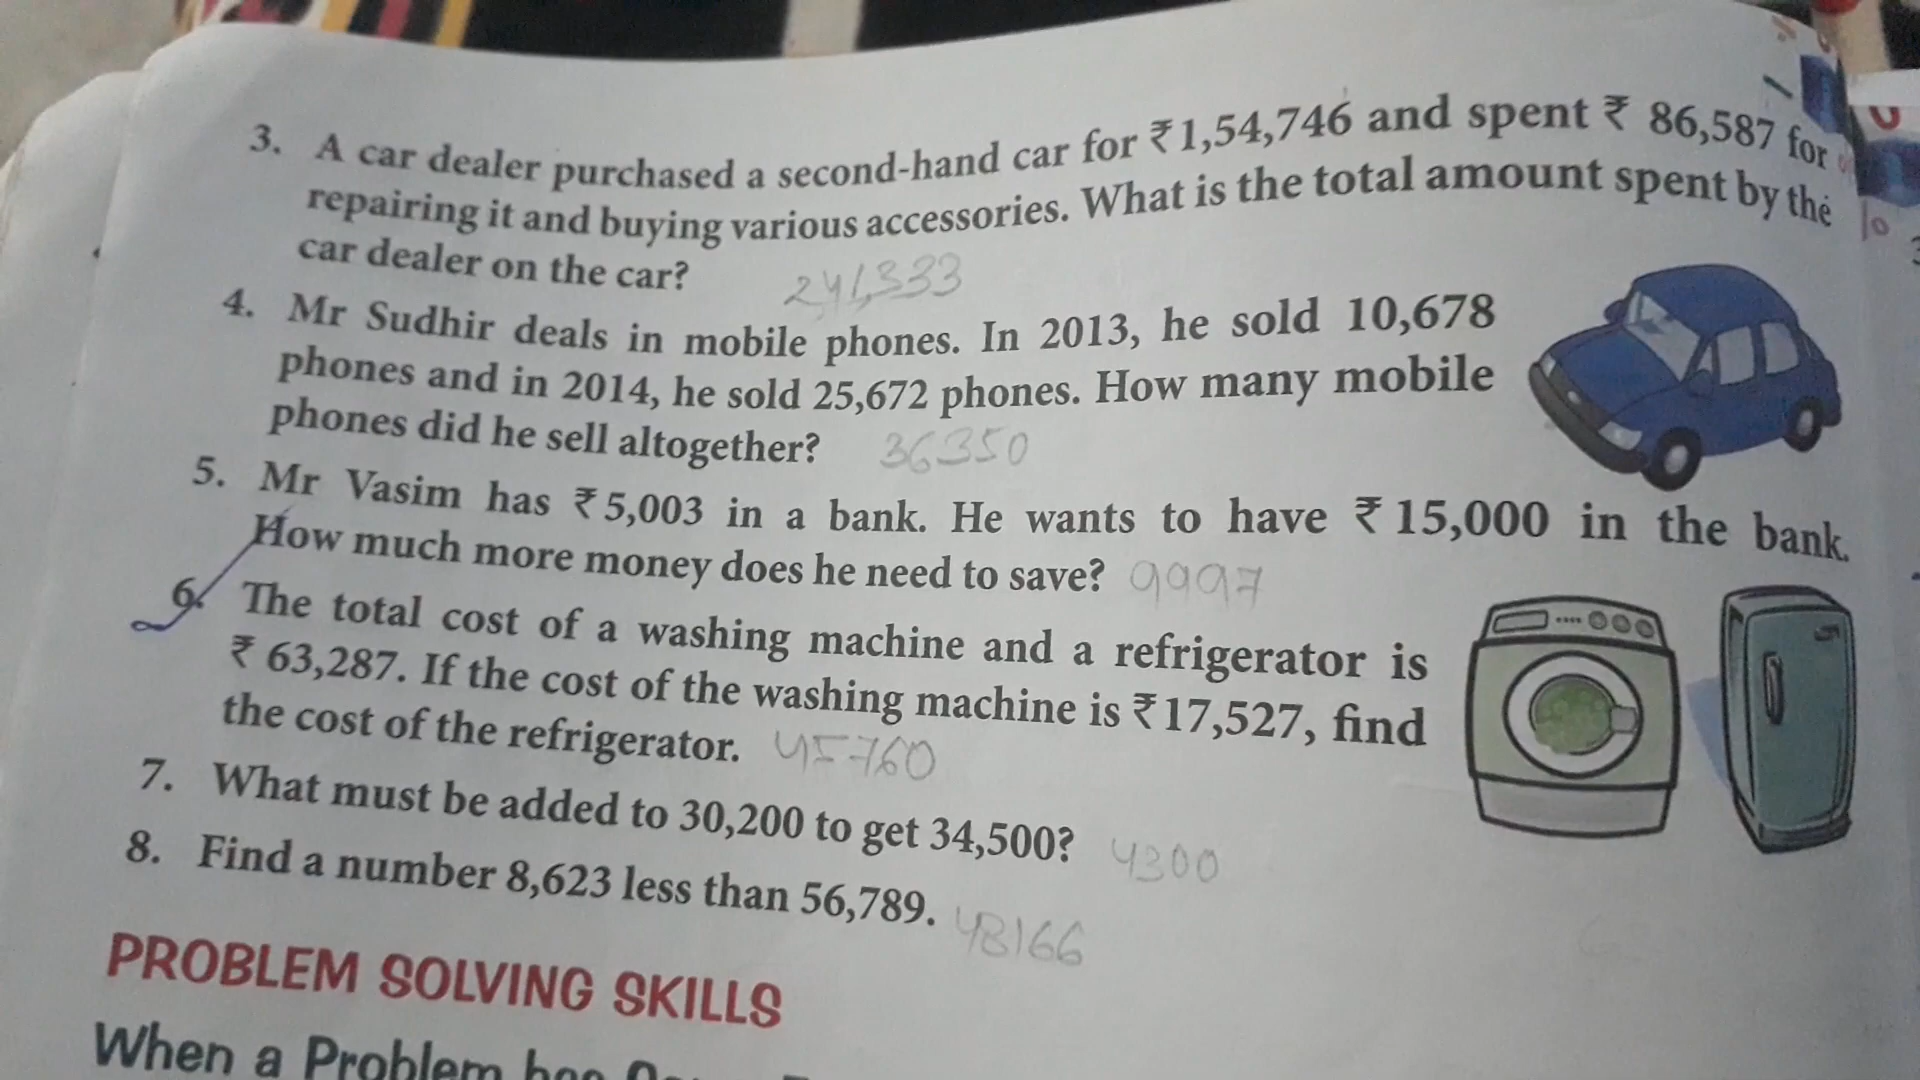 3. A car dealer purchased a second-hand car for ₹1,54,746 and spent ₹ 86,587 for
repairing it and buying various accessories. What is the total amount spent by the
car dealer on the car? 241,333
4. Mr Sudhir deals in mobile phones. In 2013, he sold 10,678
phones and in 2014, he sold 25,672 phones. How many mobile
phones did he sell altogether? 36350
5. Mr Vasim has ₹5,003 in a bank. He wants to have ₹15,000 in the bank.
How much more money does he need to save? 9997
6. The total cost of a washing machine and a refrigerator is
₹ 63,287. If the cost of the washing machine is ₹17,527, find
the cost of the refrigerator. 45760
7. What must be added to 30,200 to get 34,500? 4300
8. Find a number 8,623 less than 56,789. 48166
PROBLEM SOLVING SKILLS
When a Problem